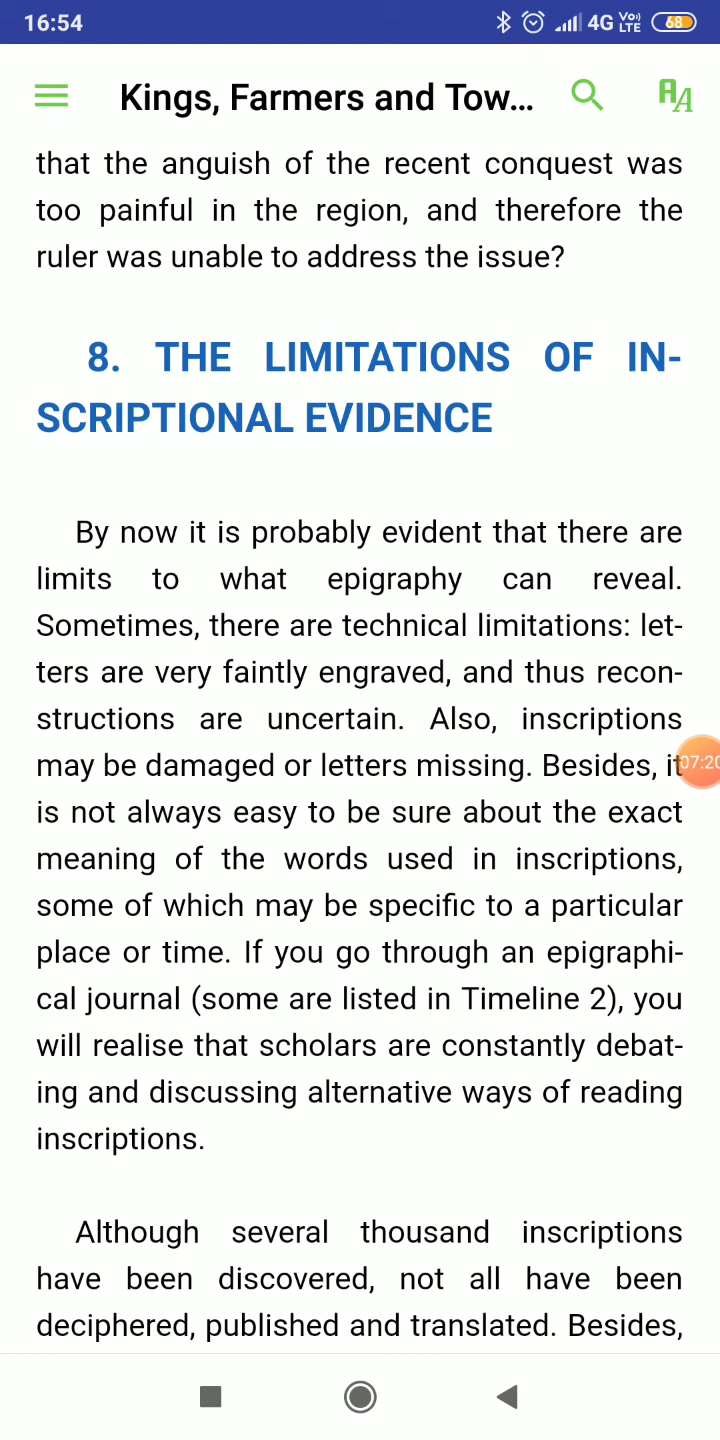 16:54
4G Vo)) LTE 68
Kings, Farmers and Tow...
AA
that the anguish of the recent conquest was
too painful in the region, and therefore the
ruler was unable to address the issue?
8. THE LIMITATIONS OF IN-
SCRIPTIONAL EVIDENCE
By now it is probably evident that there are
limits to what epigraphy can reveal.
Sometimes, there are technical limitations: let-
ters are very faintly engraved, and thus recon-
structions are uncertain. Also, inscriptions
may be damaged or letters missing. Besides, it
07:20
is not always easy to be sure about the exact
meaning of the words used in inscriptions,
some of which may be specific to a particular
place or time. If you go through an epigraphi-
cal journal (some are listed in Timeline 2), you
will realise that scholars are constantly debat-
ing and discussing alternative ways of reading
inscriptions.
Although several thousand inscriptions
have been discovered, not all have been
deciphered, published and translated. Besides,